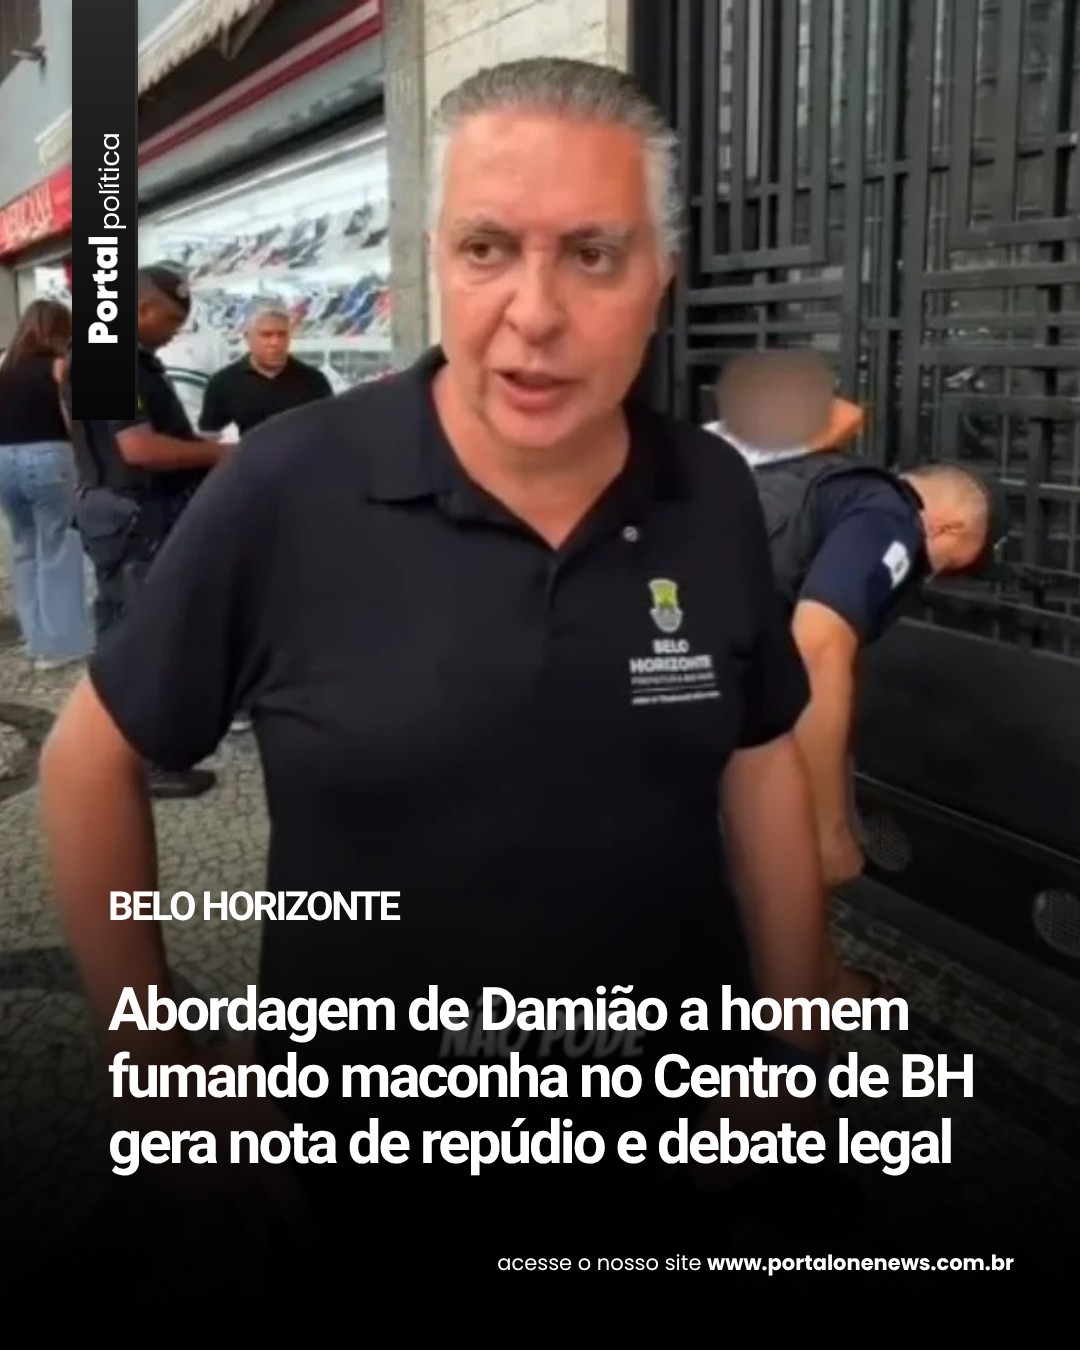 Portal política
BELO
HORIZONTE
BELO HORIZONTE
NÃO PODE
Abordagem de Damião a homem
fumando maconha no Centro de BH
gera nota de repúdio e debate legal
acesse o nosso site www.portalonenews.com.br